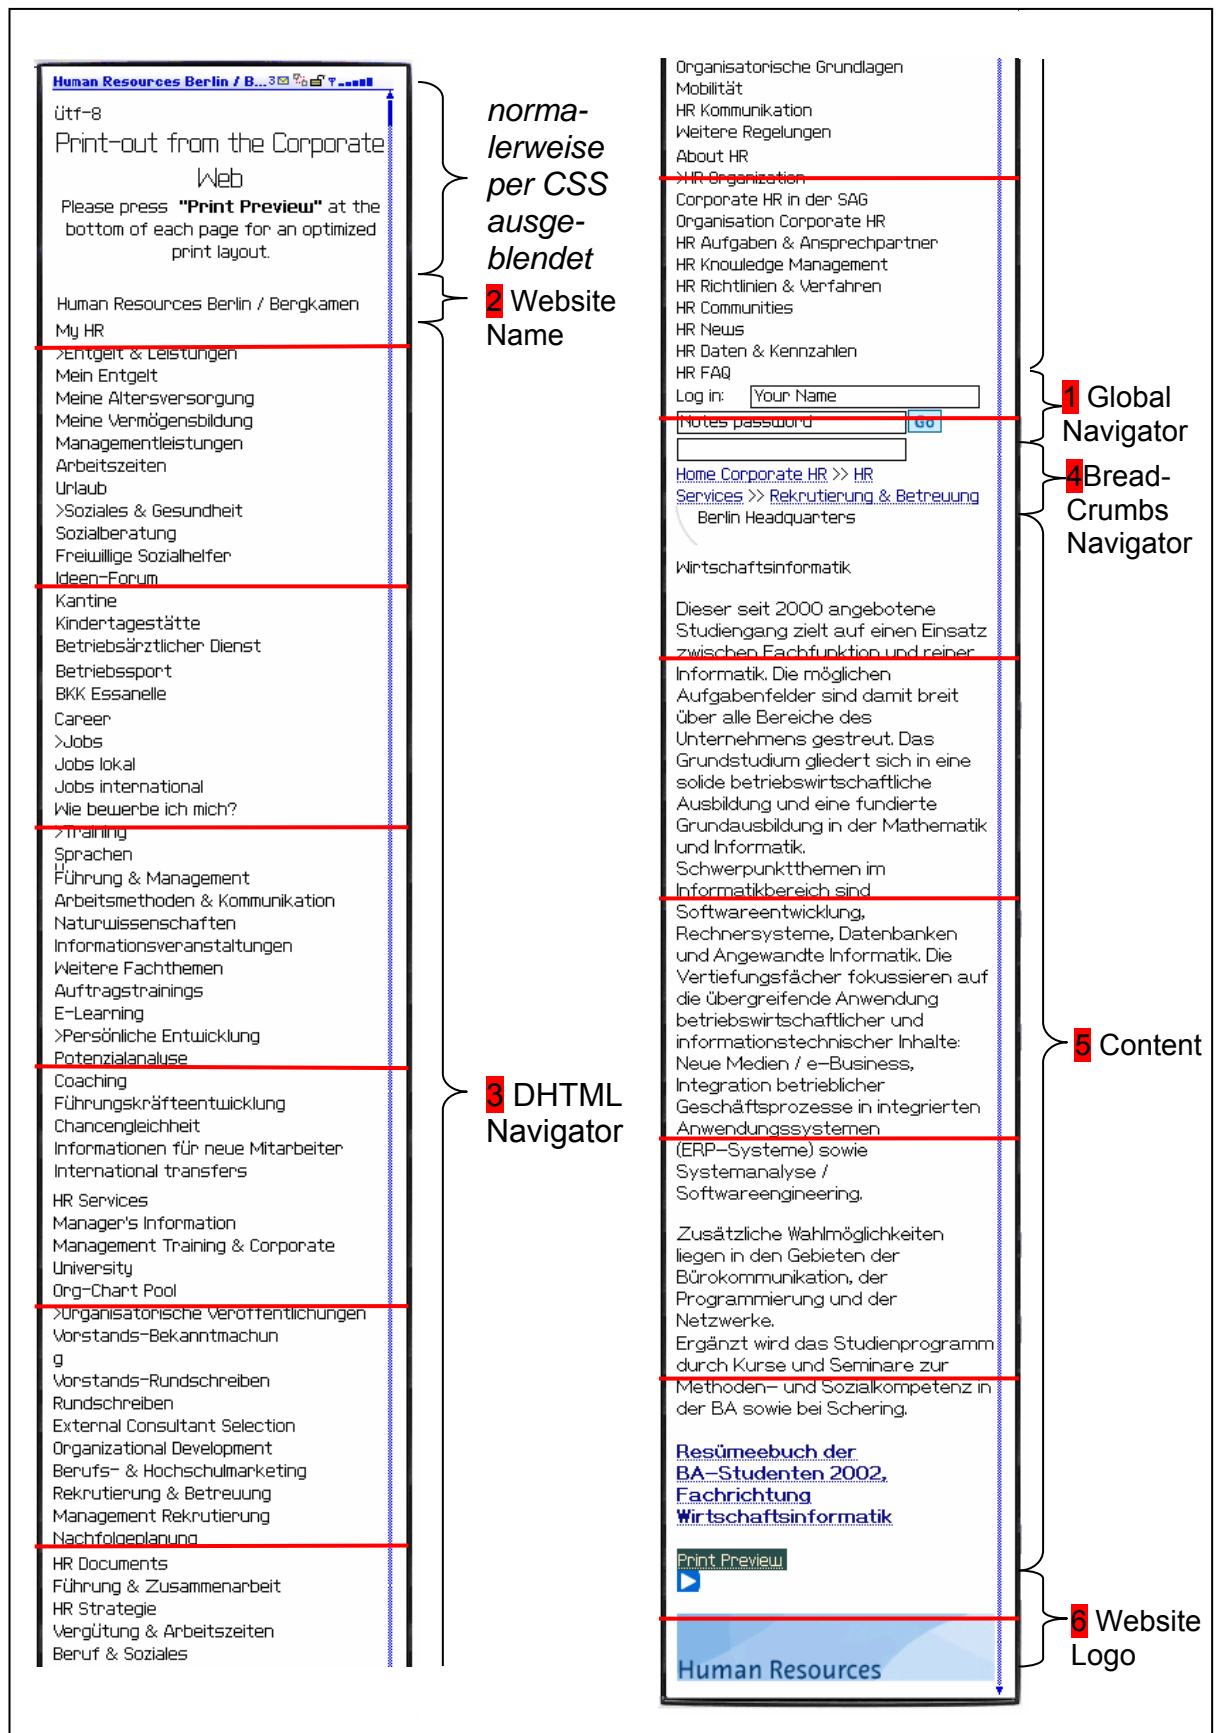 Human Resources Berlin / B...3
ütf-8
Print-out from the Corporate
Web
Please press "Print Preview" at the
bottom of each page for an optimized
print layout.
Human Resources Berlin / Bergkamen
My HR
>Entgelt & Leistungen
Mein Entgelt
Meine Altersversorgung
Meine Vermögensbildung
Managementleistungen
Arbeitszeiten
Urlaub
>Soziales & Gesundheit
Sozialberatung
Freiwillige Sozialhelfer
Ideen-Forum
Kantine
Kindertagestätte
Betriebsärztlicher Dienst
Betriebssport
BKK Essanelle
Career
>Jobs
Jobs lokal
Jobs international
Wie bewerbe ich mich?
>Training
Sprachen
Führung & Management
Arbeitsmethoden & Kommunikation
Naturwissenschaften
Informationsveranstaltungen
Weitere Fachthemen
Auftragstrainings
E-Learning
>Persönliche Entwicklung
Potenzialanalyse
Coaching
Führungskräfteentwicklung
Chancengleichheit
Informationen für neue Mitarbeiter
International transfers
HR Services
Manager's Information
Management Training & Corporate
University
Org-Chart Pool
>Organisatorische Veröffentlichungen
Vorstands-Bekanntmachun
g
Vorstands-Rundschreiben
Rundschreiben
External Consultant Selection
Organizational Development
Berufs- & Hochschulmarketing
Rekrutierung & Betreuung
Management Rekrutierung
Nachfolgeplanung
HR Documents
Führung & Zusammenarbeit
HR Strategie
Vergütung & Arbeitszeiten
Beruf & Soziales
norma-
lerweise
per CSS
ausge-
blendet
2 Website
Name
3 DHTML
Navigator
Organisatorische Grundlagen
Mobilität
HR Kommunikation
Weitere Regelungen
About HR
>HR Organization
Corporate HR in der SAG
Organisation Corporate HR
HR Aufgaben & Ansprechpartner
HR Knowledge Management
HR Richtlinien & Verfahren
HR Communities
HR News
HR Daten & Kennzahlen
HR FAQ
Log in: Your Name
Notes password Go
Home Corporate HR >> HR
Services >> Rekrutierung & Betreuung
Berlin Headquarters
Wirtschaftsinformatik
Dieser seit 2000 angebotene
Studiengang zielt auf einen Einsatz
zwischen Fachfunktion und reiner
Informatik. Die möglichen
Aufgabenfelder sind damit breit
über alle Bereiche des
Unternehmens gestreut. Das
Grundstudium gliedert sich in eine
solide betriebswirtschaftliche
Ausbildung und eine fundierte
Grundausbildung in der Mathematik
und Informatik.
Schwerpunktthemen im
Informatikbereich sind
Softwareentwicklung,
Rechnersysteme, Datenbanken
und Angewandte Informatik. Die
Vertiefungsfächer fokussieren auf
die übergreifende Anwendung
betriebswirtschaftlicher und
informationstechnischer Inhalte:
Neue Medien / e-Business,
Integration betrieblicher
Geschäftsprozesse in integrierten
Anwendungssystemen
(ERP-Systeme) sowie
Systemanalyse /
Softwareengineering.
Zusätzliche Wahlmöglichkeiten
liegen in den Gebieten der
Bürokommunikation, der
Programmierung und der
Netzwerke.
Ergänzt wird das Studienprogramm
durch Kurse und Seminare zur
Methoden- und Sozialkompetenz in
der BA sowie bei Schering.
Resümeebuch der
BA-Studenten 2002,
Fachrichtung
Wirtschaftsinformatik
Print Preview
Human Resources
1 Global
Navigator
4Bread-
Crumbs
Navigator
5 Content
6 Website
Logo